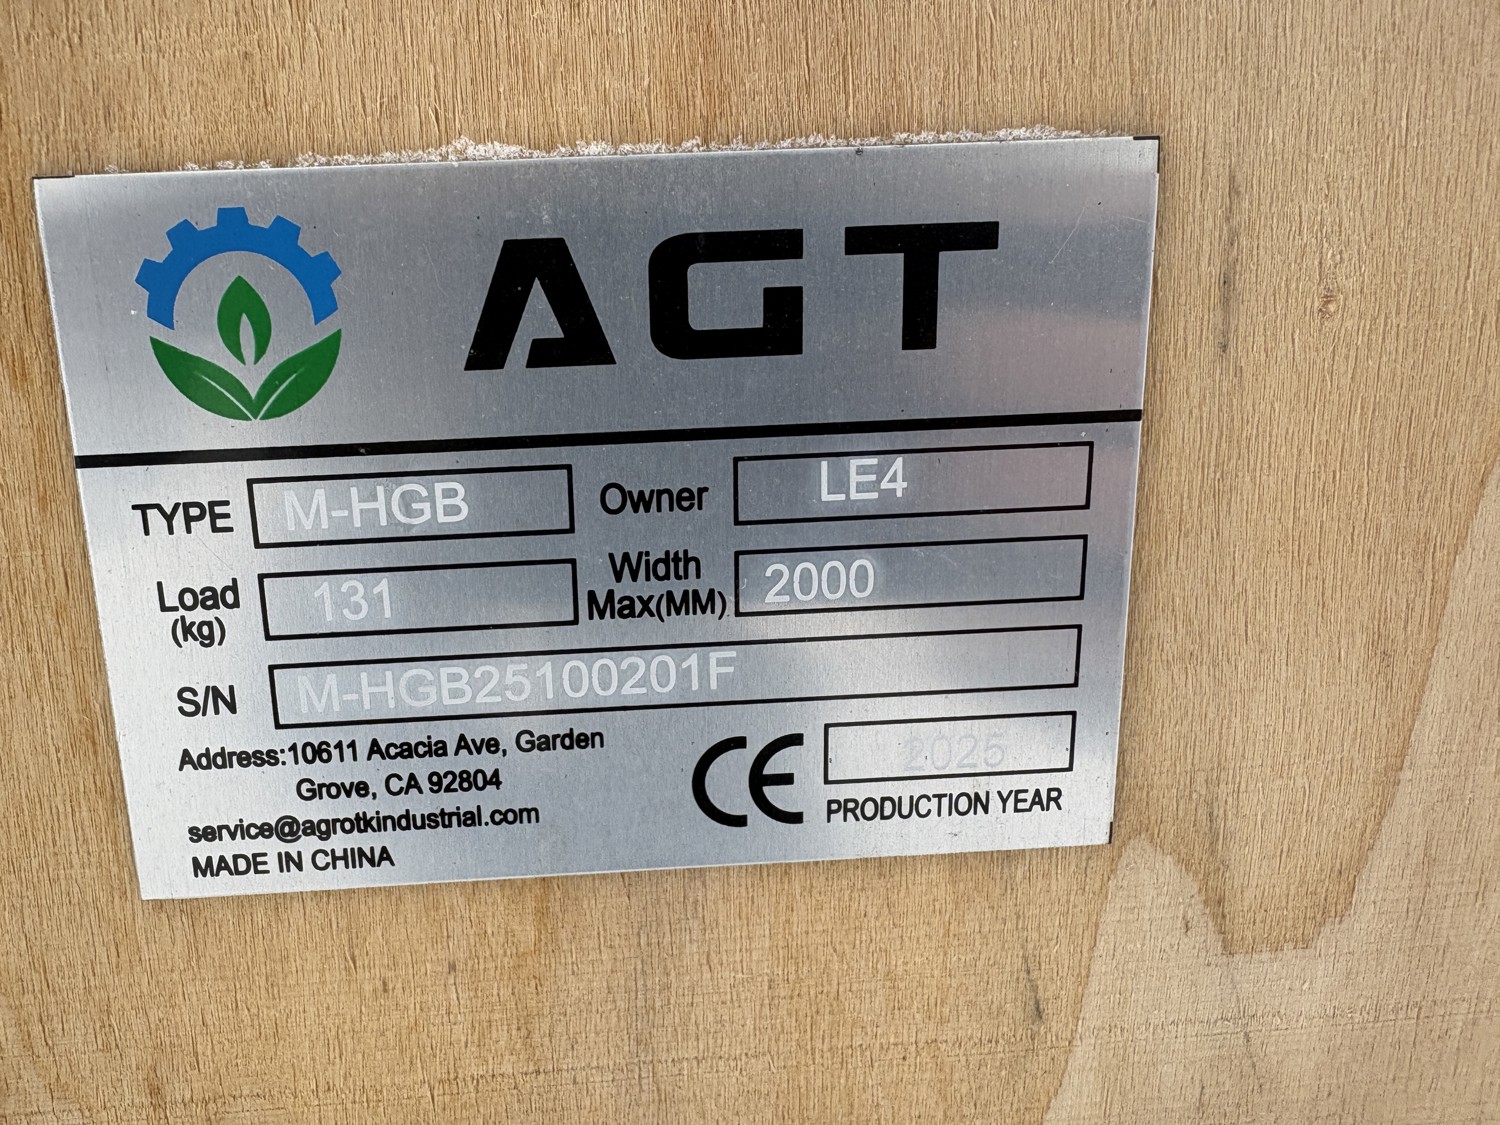 AGT
TYPE M-HGB Owner LE4
Load (kg) 131 Width Max(MM) 2000
S/N M-HGB25100201F
Address:10611 Acacia Ave, Garden
Grove, CA 92804
service@agrotkindustrial.com
MADE IN CHINA
CE 2025
PRODUCTION YEAR